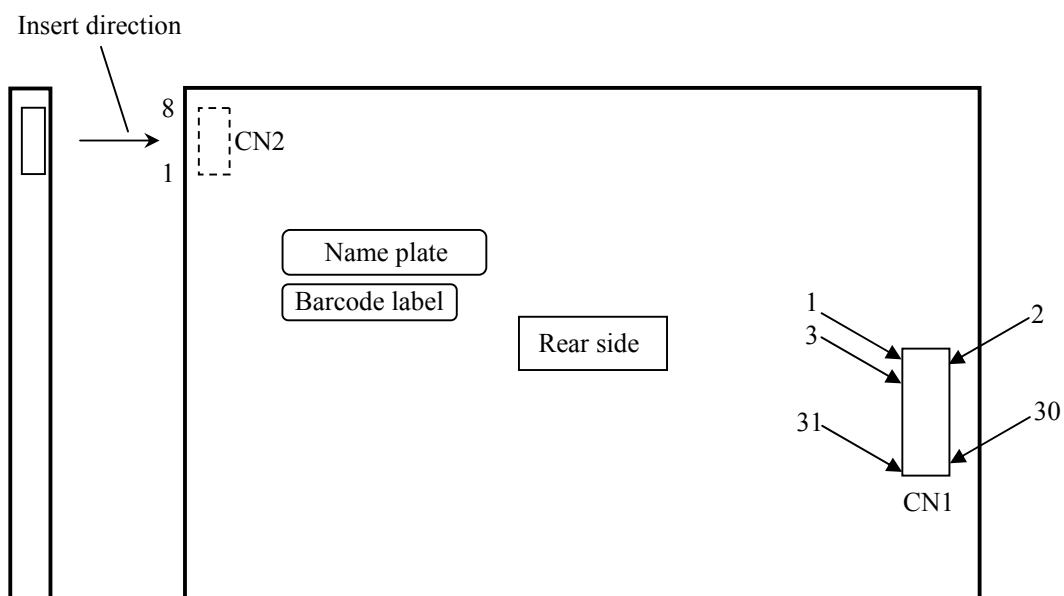 Insert direction
8
CN2
1
Name plate
Barcode label
Rear side
1
2
3
31
30
CN1